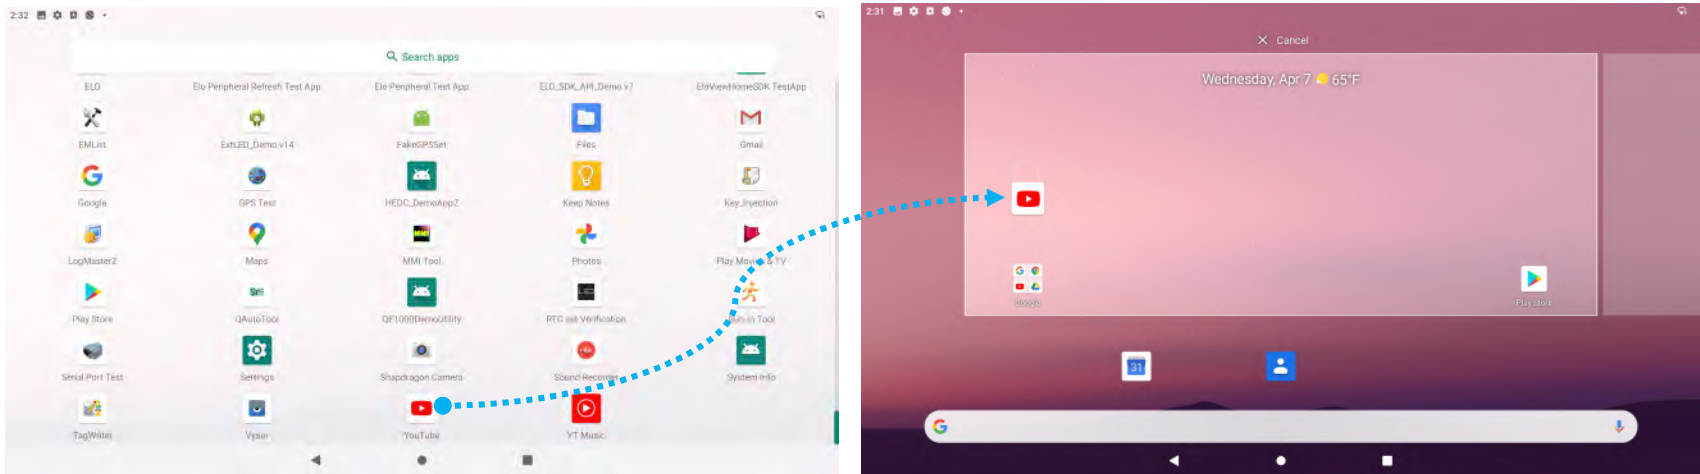 2:32
Search apps
ELO
Elo Peripheral Refresh Test App
Elo Peripheral Test App
ELO_SDK_API_Demo v7
EloViewHomeSDK TestApp
EMList
ExtLED_Demo v14
FakeGPSSet
Files
Gmail
Google
GPS Test
HEDC_DemoApp2
Keep Notes
Key_Injection
LogMaster2
Maps
MMI
MMI Tool
Photos
Play Movies & TV
Play Store
QAutoTool
QF1000DemoUtility
RTC Verification
Tool
Serial Port Test
Settings
Snapdragon Camera
Sound Recorder
System Info
TagWriter
Vysor
YouTube
YT Music
2:31
Cancel
Wednesday, Apr 7 65°F
Google
Play Store
31